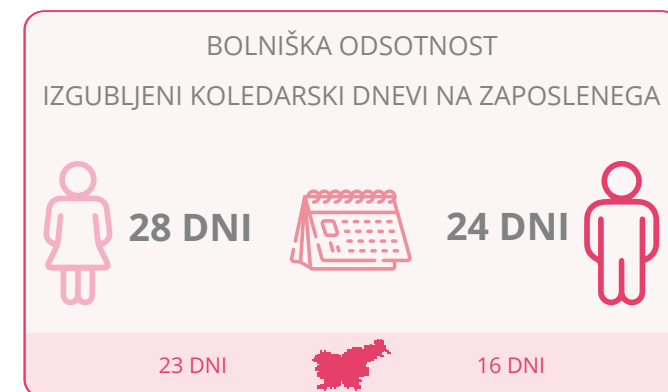 BOLNIŠKA ODSOTNOST
IZGUBLJENI KOLEDARSKI DNEVI NA ZAPOSLENEGA
28 DNI
24 DNI
23 DNI
16 DNI